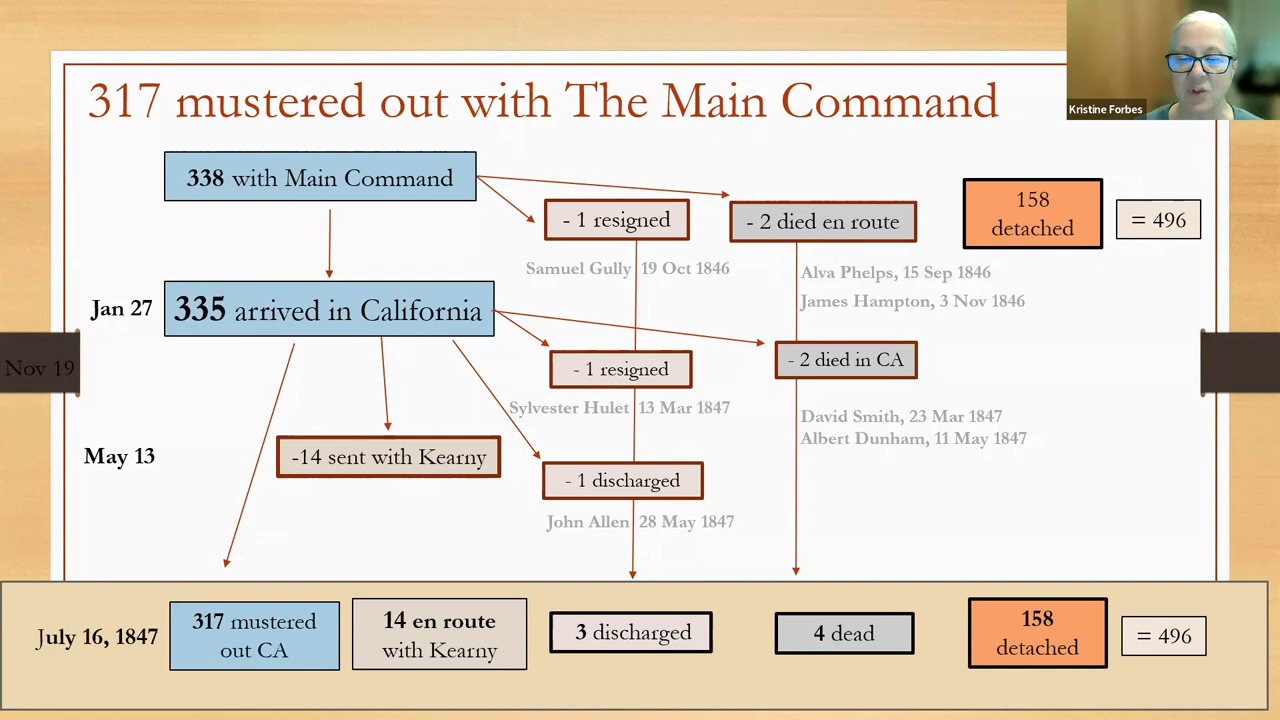 317 mustered out with The Main Command
Kristine Forbes
338 with Main Command
- 1 resigned
- 2 died en route
158
detached
= 496
Samuel Gully 19 Oct 1846
Alva Phelps, 15 Sep 1846
James Hampton, 3 Nov 1846
Jan 27
335 arrived in California
Nov 19
- 1 resigned
- 2 died in CA
Sylvester Hulet 13 Mar 1847
David Smith, 23 Mar 1847
Albert Dunham, 11 May 1847
May 13
-14 sent with Kearny
- 1 discharged
John Allen 28 May 1847
July 16, 1847
317 mustered
out CA
14 en route
with Kearny
3 discharged
4 dead
158
detached
= 496